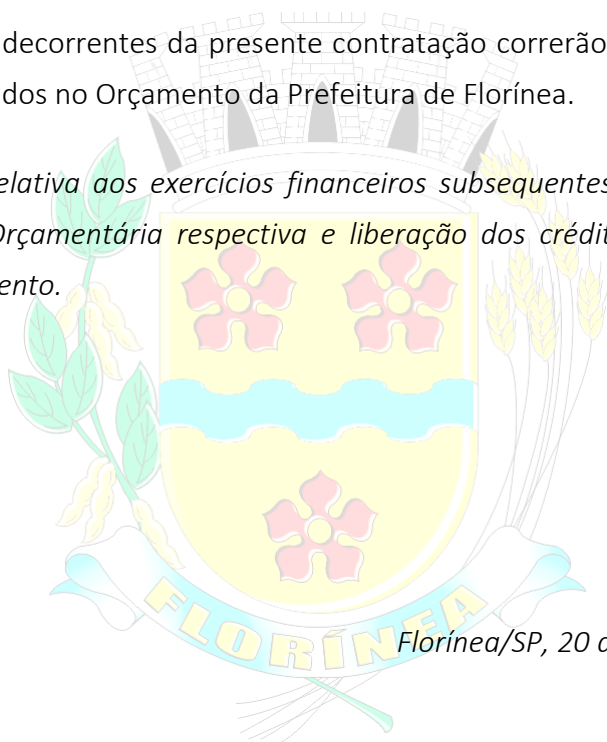 decorrentes da presente contratação correrão
dos no Orçamento da Prefeitura de Florínea.
elativa aos exercícios financeiros subsequentes
Orçamentária respectiva e liberação dos crédit
ento.
FLORÍNEA
Florínea/SP, 20 d